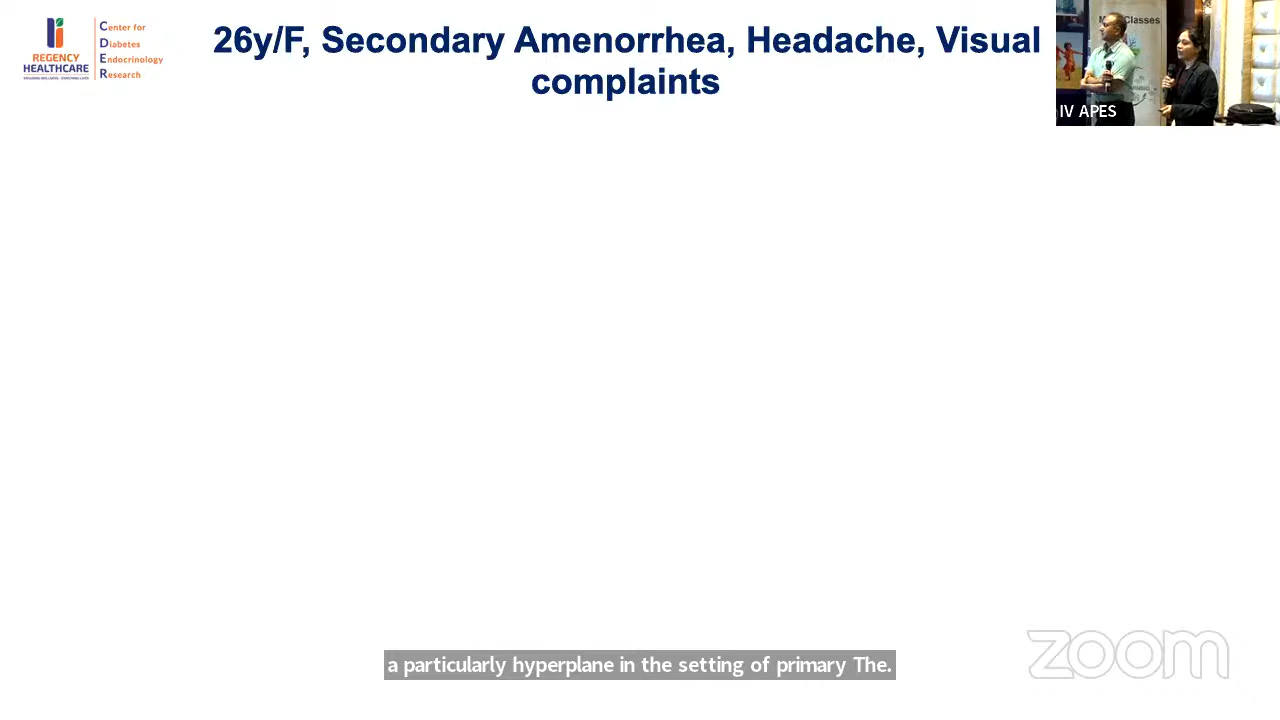 REGENCY
HEALTHCARE
Center for
Diabetes
Endocrinology
Research
26y/F, Secondary Amenorrhea, Headache, Visual
complaints
IV APES
a particularly hyperplane in the setting of primary The.
zoom